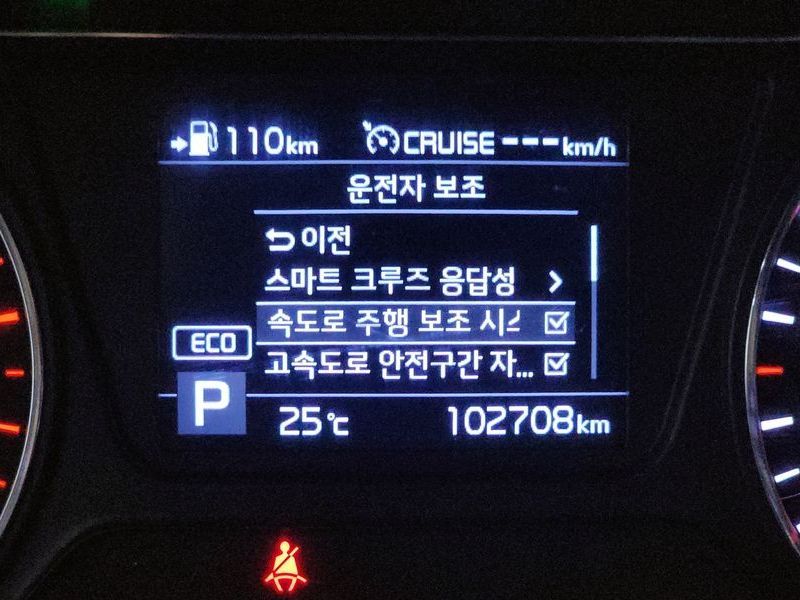 110km CRUISE---km/h
운전자 보조
이전
스마트 크루즈 응답성
속도로 주행 보조 시스
고속도로 안전구간 자...
ECO
P 25℃ 102708km